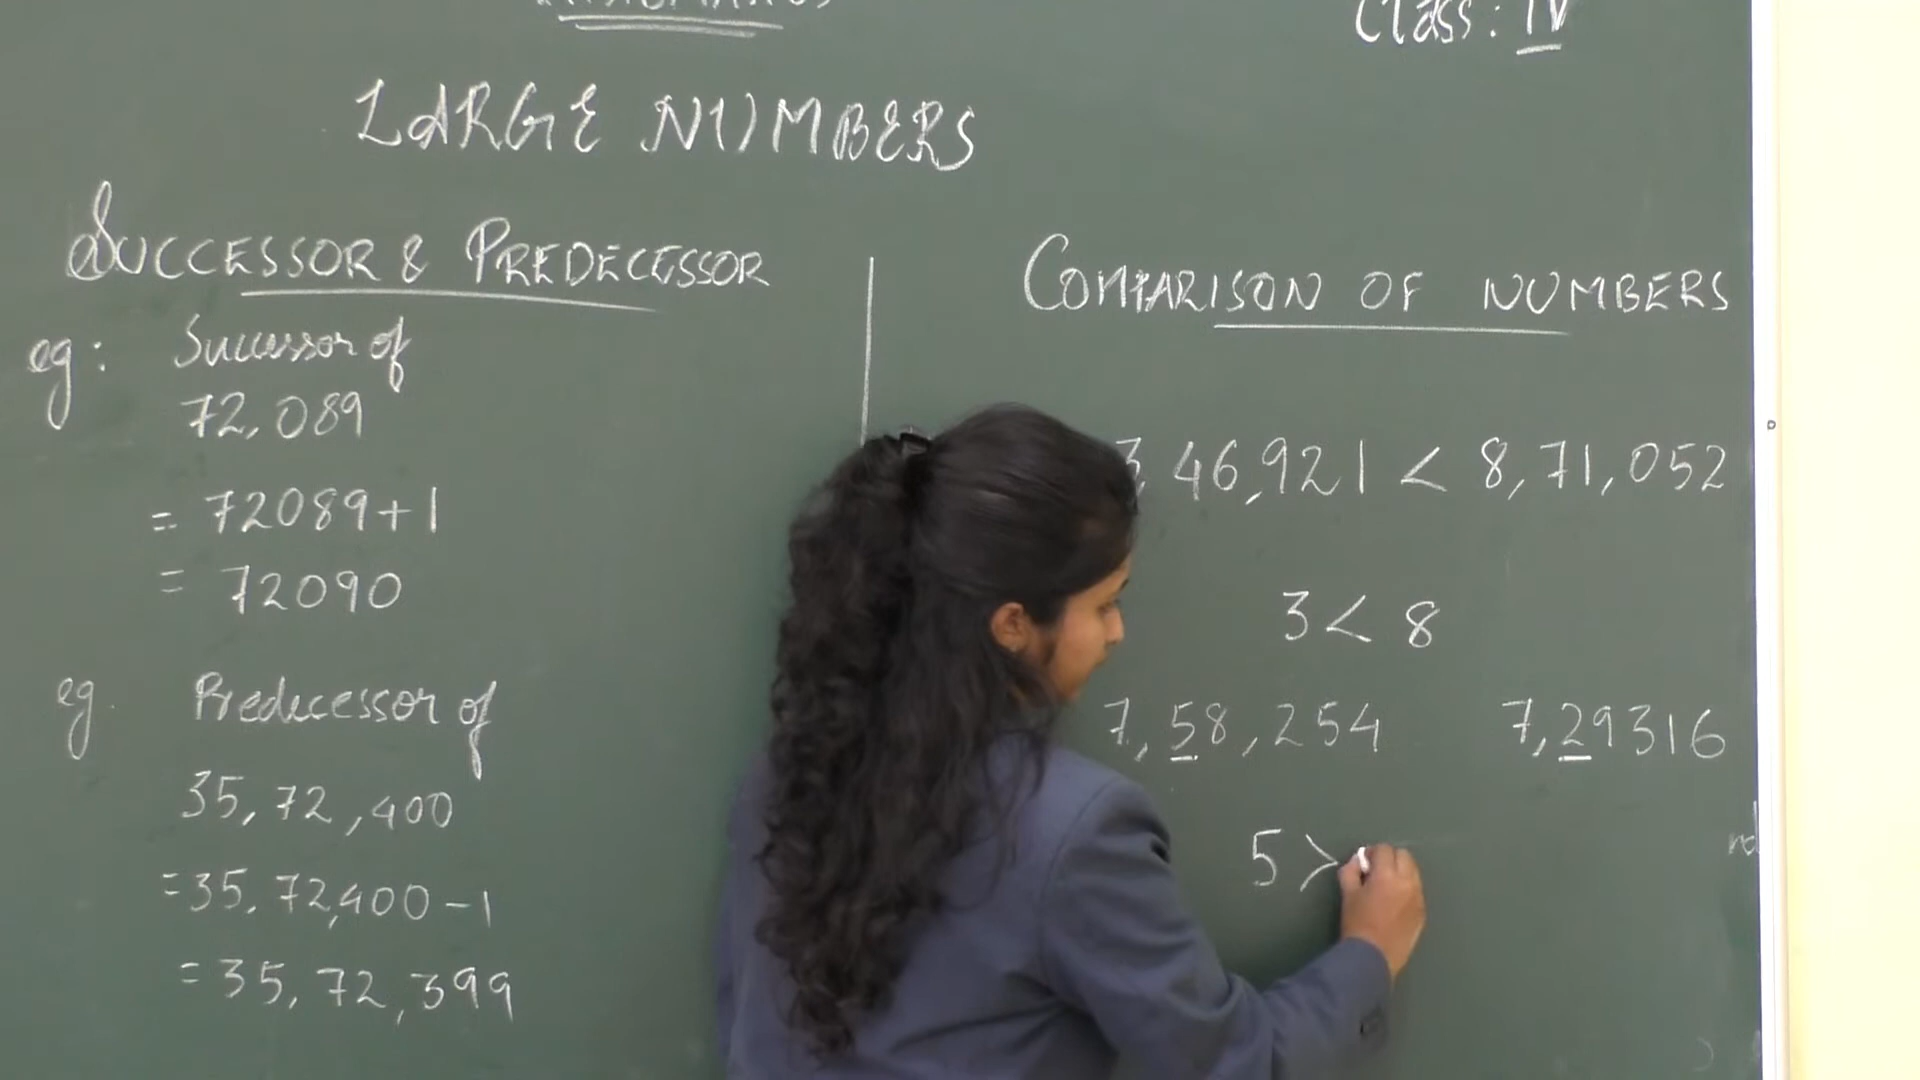 Class: IV
LARGE NUMBERS
SUCCESSOR & PREDECESSOR
eg: Successor of
72,089
= 72089+1
= 72090
eg. Predecessor of
35,72,400
=35,72,400-1
=35,72,399
COMPARISON OF NUMBERS
3,46,921 < 8,71,052
3 < 8
7,58,254 7,29316
5 >